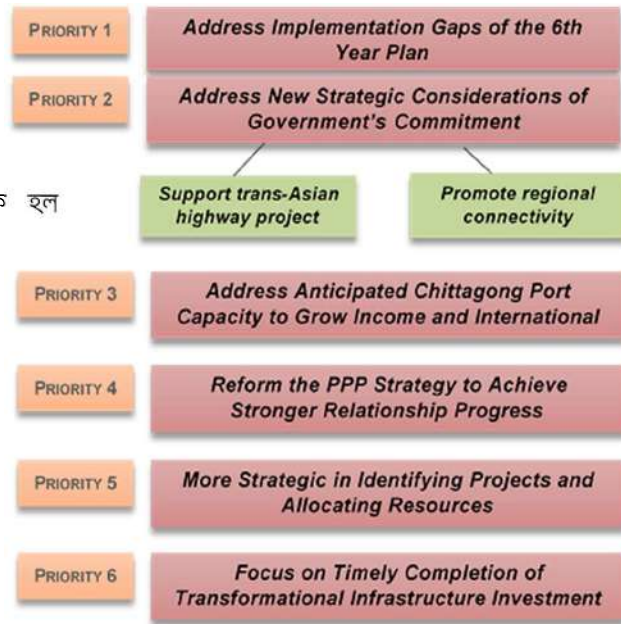 PRIORITY 1
Address Implementation Gaps of the 6th
Year Plan
PRIORITY 2
Address New Strategic Considerations of
Government's Commitment
হল
Support trans-Asian
highway project
Promote regional
connectivity
PRIORITY 3
Address Anticipated Chittagong Port
Capacity to Grow Income and International
PRIORITY 4
Reform the PPP Strategy to Achieve
Stronger Relationship Progress
PRIORITY 5
More Strategic in Identifying Projects and
Allocating Resources
PRIORITY 6
Focus on Timely Completion of
Transformational Infrastructure Investment